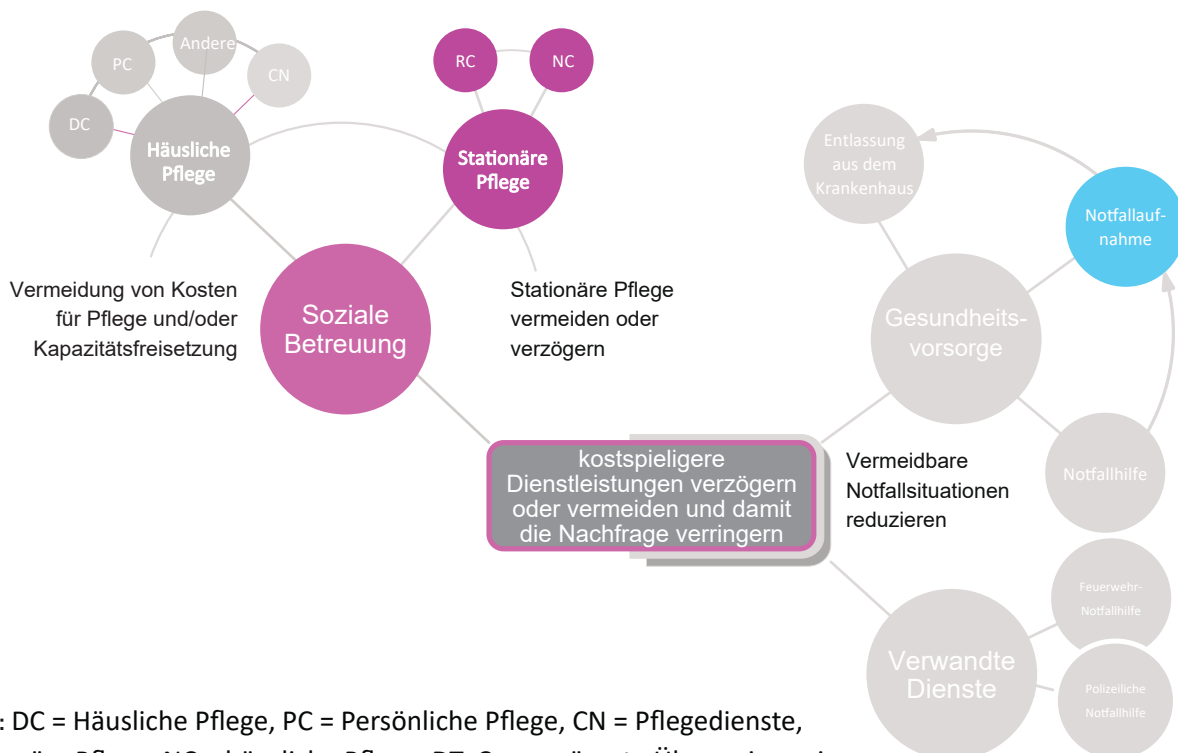 Andere
PC
CN
DC
Häusliche
Pflege
RC
NC
Stationäre
Pflege
Entlassung
aus dem
Krankenhaus
Notfallauf-
nahme
Vermeidung von Kosten
für Pflege und/oder
Kapazitätsfreisetzung
Soziale
Betreuung
Stationäre Pflege
vermeiden oder
verzögern
Gesundheits-
vorsorge
kostspieligere
Dienstleistungen verzögern
oder vermeiden und damit
die Nachfrage verringern
Vermeidbare
Notfallsituationen
reduzieren
Notfallhilfe
Feuerwehr-
Notfallhilfe
Verwandte
Dienste
Polizeiliche
Notfallhilfe
: DC = Häusliche Pflege, PC = Persönliche Pflege, CN = Pflegedienste,